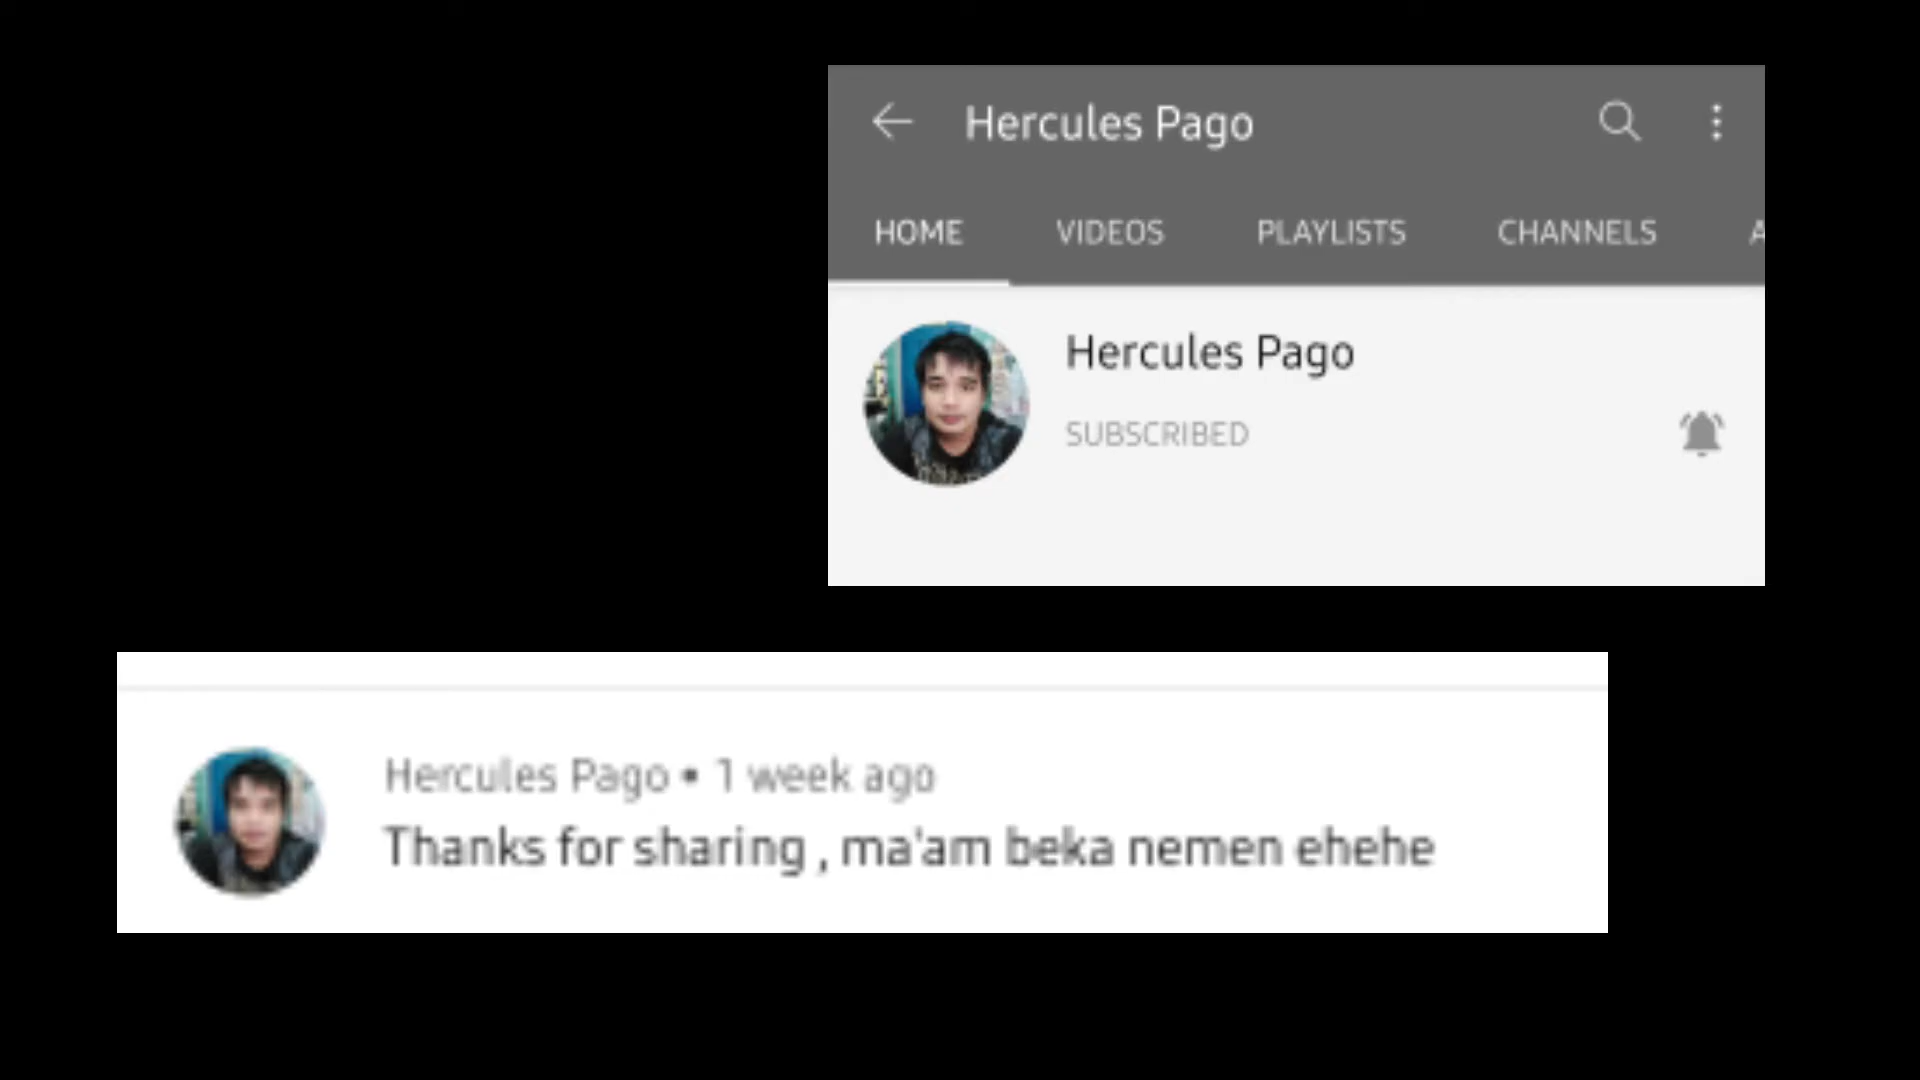 Hercules Pago
HOME VIDEOS PLAYLISTS CHANNELS A
Hercules Pago
SUBSCRIBED
Hercules Pago • 1 week ago
Thanks for sharing , ma'am beka nemen ehehe